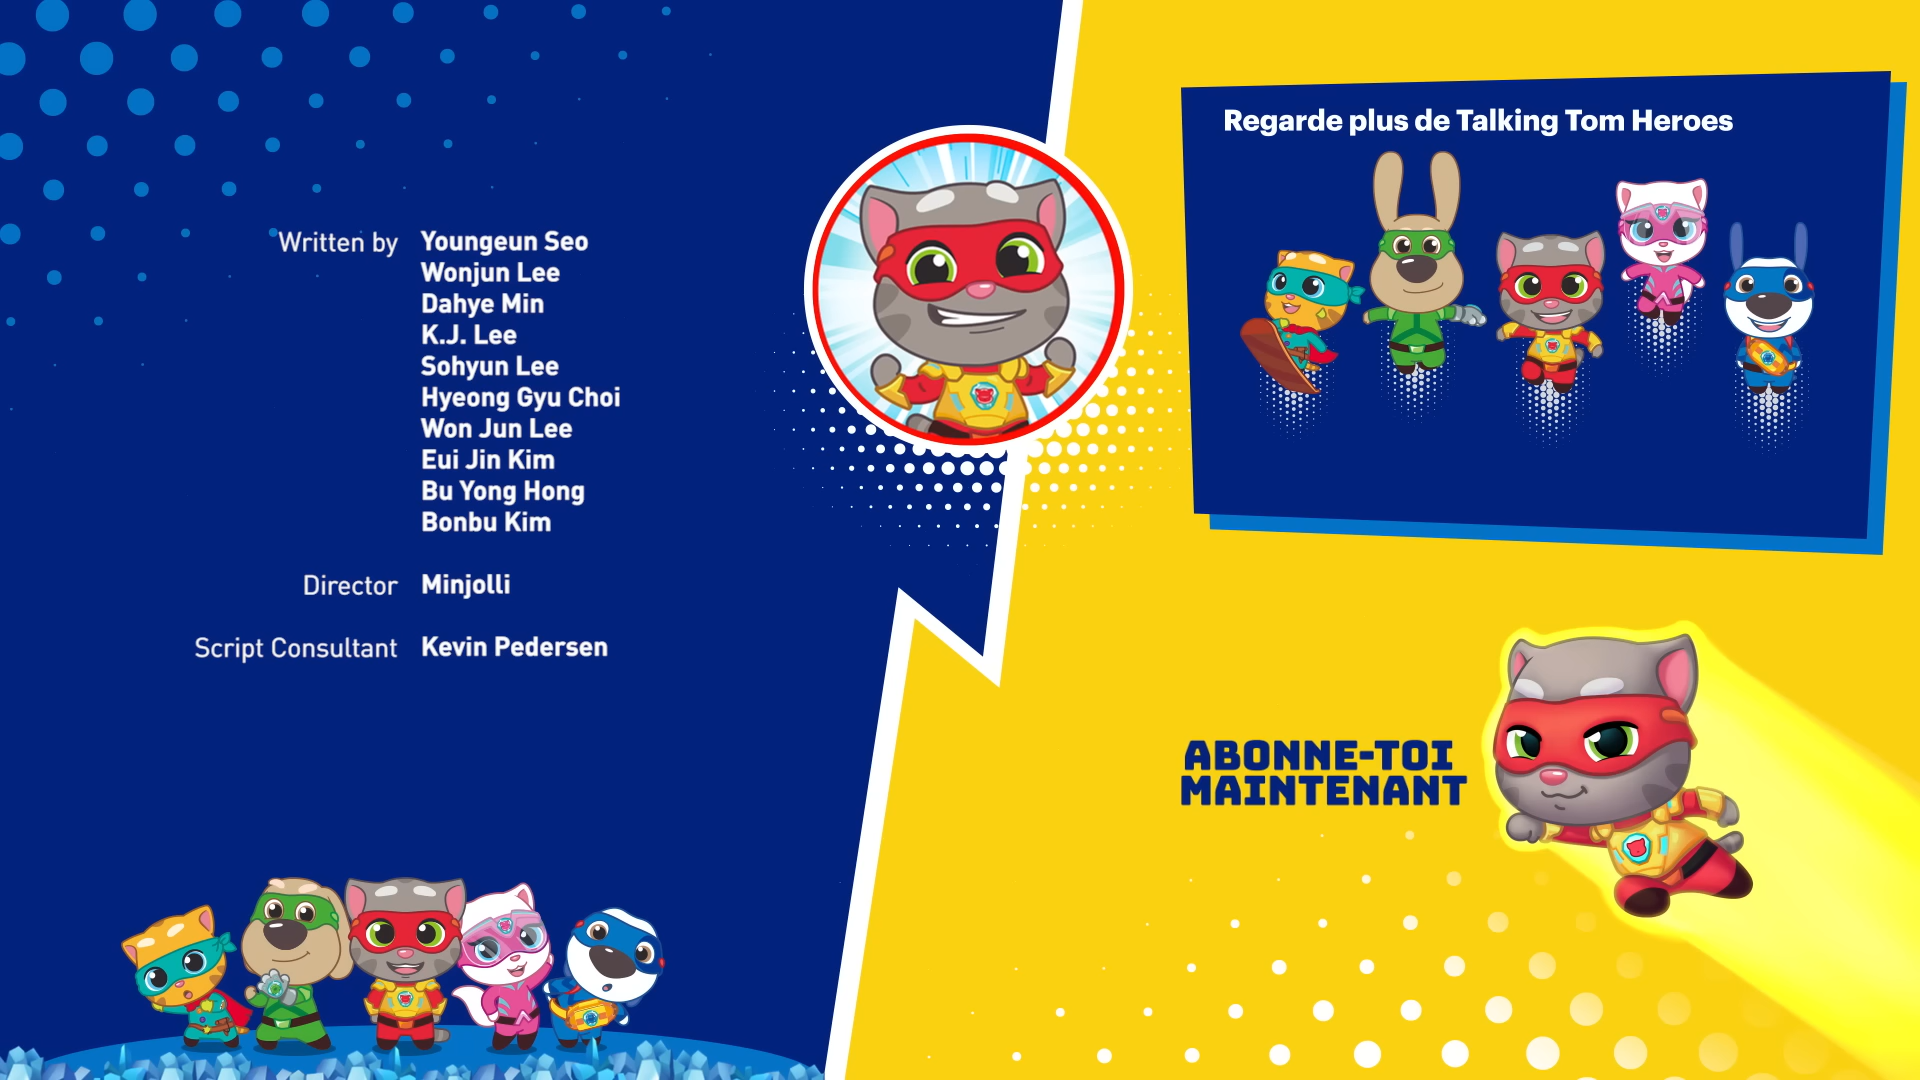 Written by Youngeun Seo
Wonjun Lee
Dahye Min
K.J. Lee
Sohyun Lee
Hyeong Gyu Choi
Won Jun Lee
Eui Jin Kim
Bu Yong Hong
Bonbu Kim
Director Minjolli
Script Consultant Kevin Pedersen
Regarde plus de Talking Tom Heroes
ABONNE-TOI
MAINTENANT